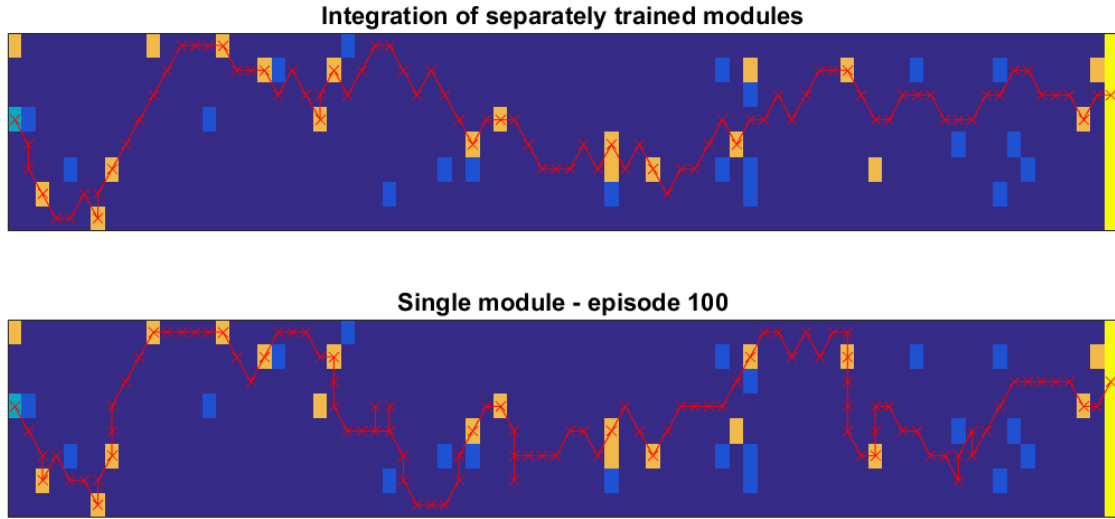 Integration of separately trained modules
Single module - episode 100